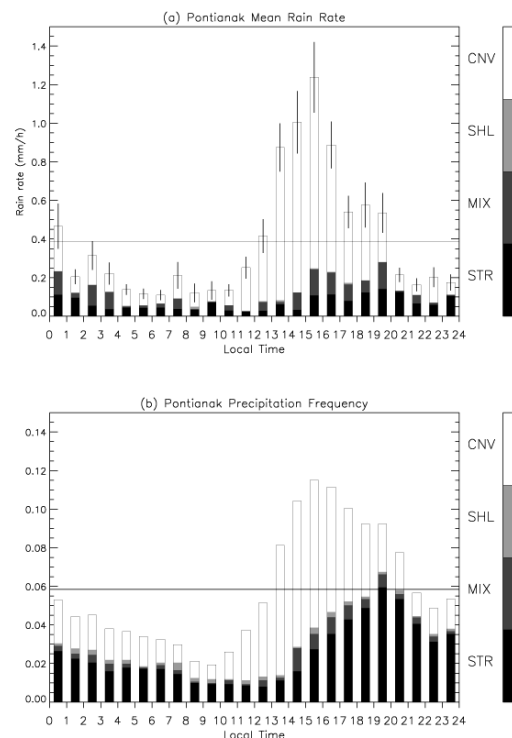 (a) Pontianak Mean Rain Rate
Rain rate (mm/h)
1.4
1.2
1.0
0.8
0.6
0.4
0.2
0.0
0 1 2 3 4 5 6 7 8 9 10 11 12 13 14 15 16 17 18 19 20 21 22 23 24
Local Time
CNV
SHL
MIX
STR
(b) Pontianak Precipitation Frequency
0.14
0.12
0.10
0.08
0.06
0.04
0.02
0.00
0 1 2 3 4 5 6 7 8 9 10 11 12 13 14 15 16 17 18 19 20 21 22 23 24
Local Time
CNV
SHL
MIX
STR